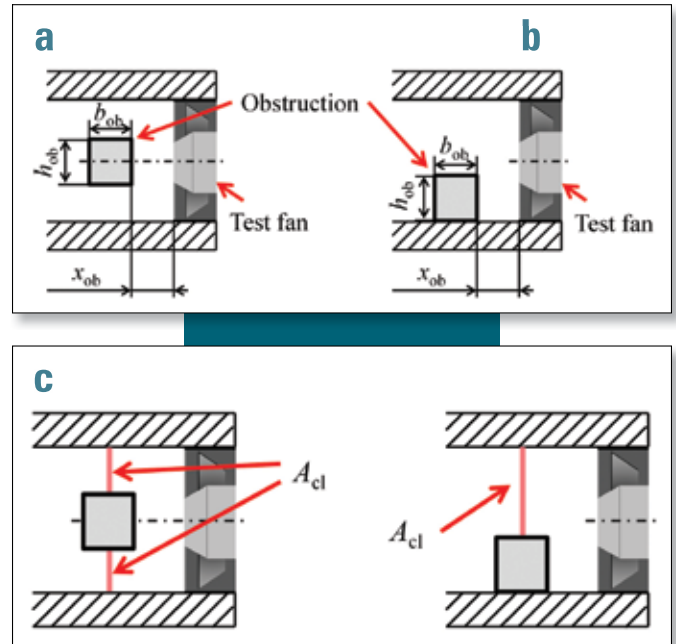 a
b
Obstruction
b_ob
h_ob
Test fan
x_ob
b_ob
h_ob
Test fan
x_ob
c
A_cl
A_cl